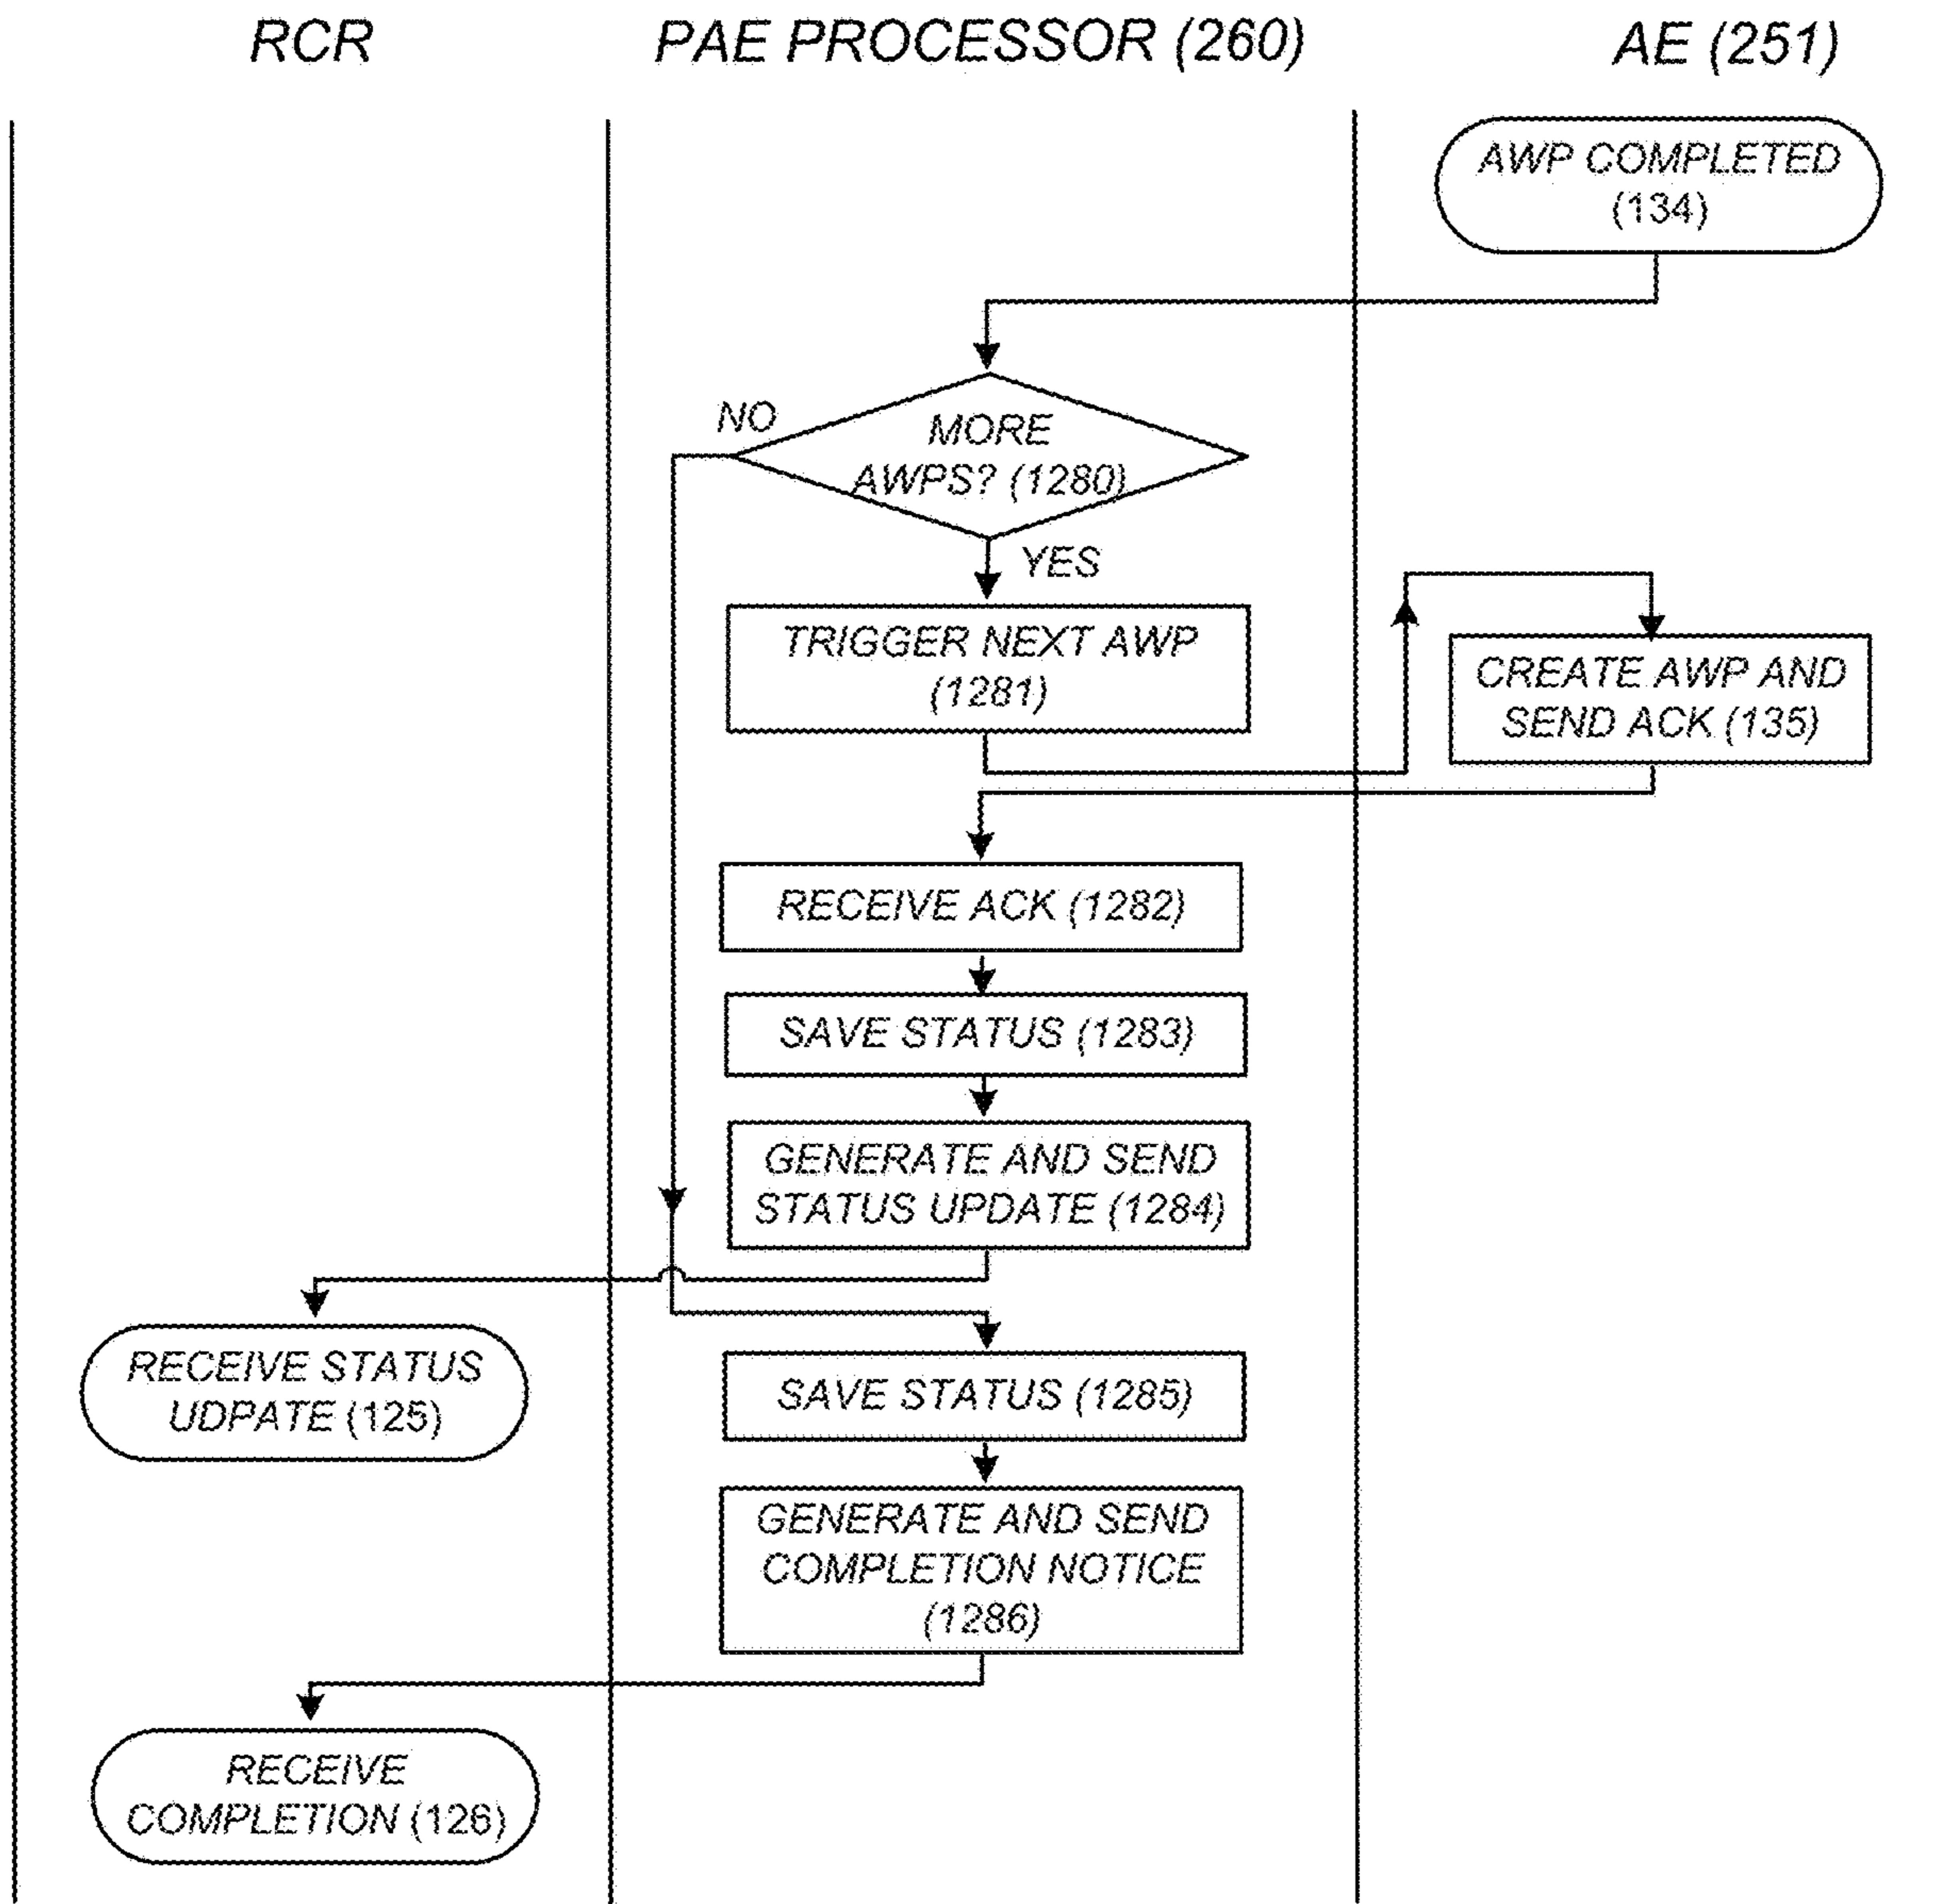 RCR
PAE PROCESSOR (260)
AE (251)
AWP COMPLETED
(134)
NO
MORE
AWPS? (1280)
YES
TRIGGER NEXT AWP
(1281)
CREATE AWP AND
SEND ACK (135)
RECEIVE ACK (1282)
SAVE STATUS (1283)
GENERATE AND SEND
STATUS UPDATE (1284)
RECEIVE STATUS
UDPATE (125)
SAVE STATUS (1285)
GENERATE AND SEND
COMPLETION NOTICE
(1286)
RECEIVE
COMPLETION (126)